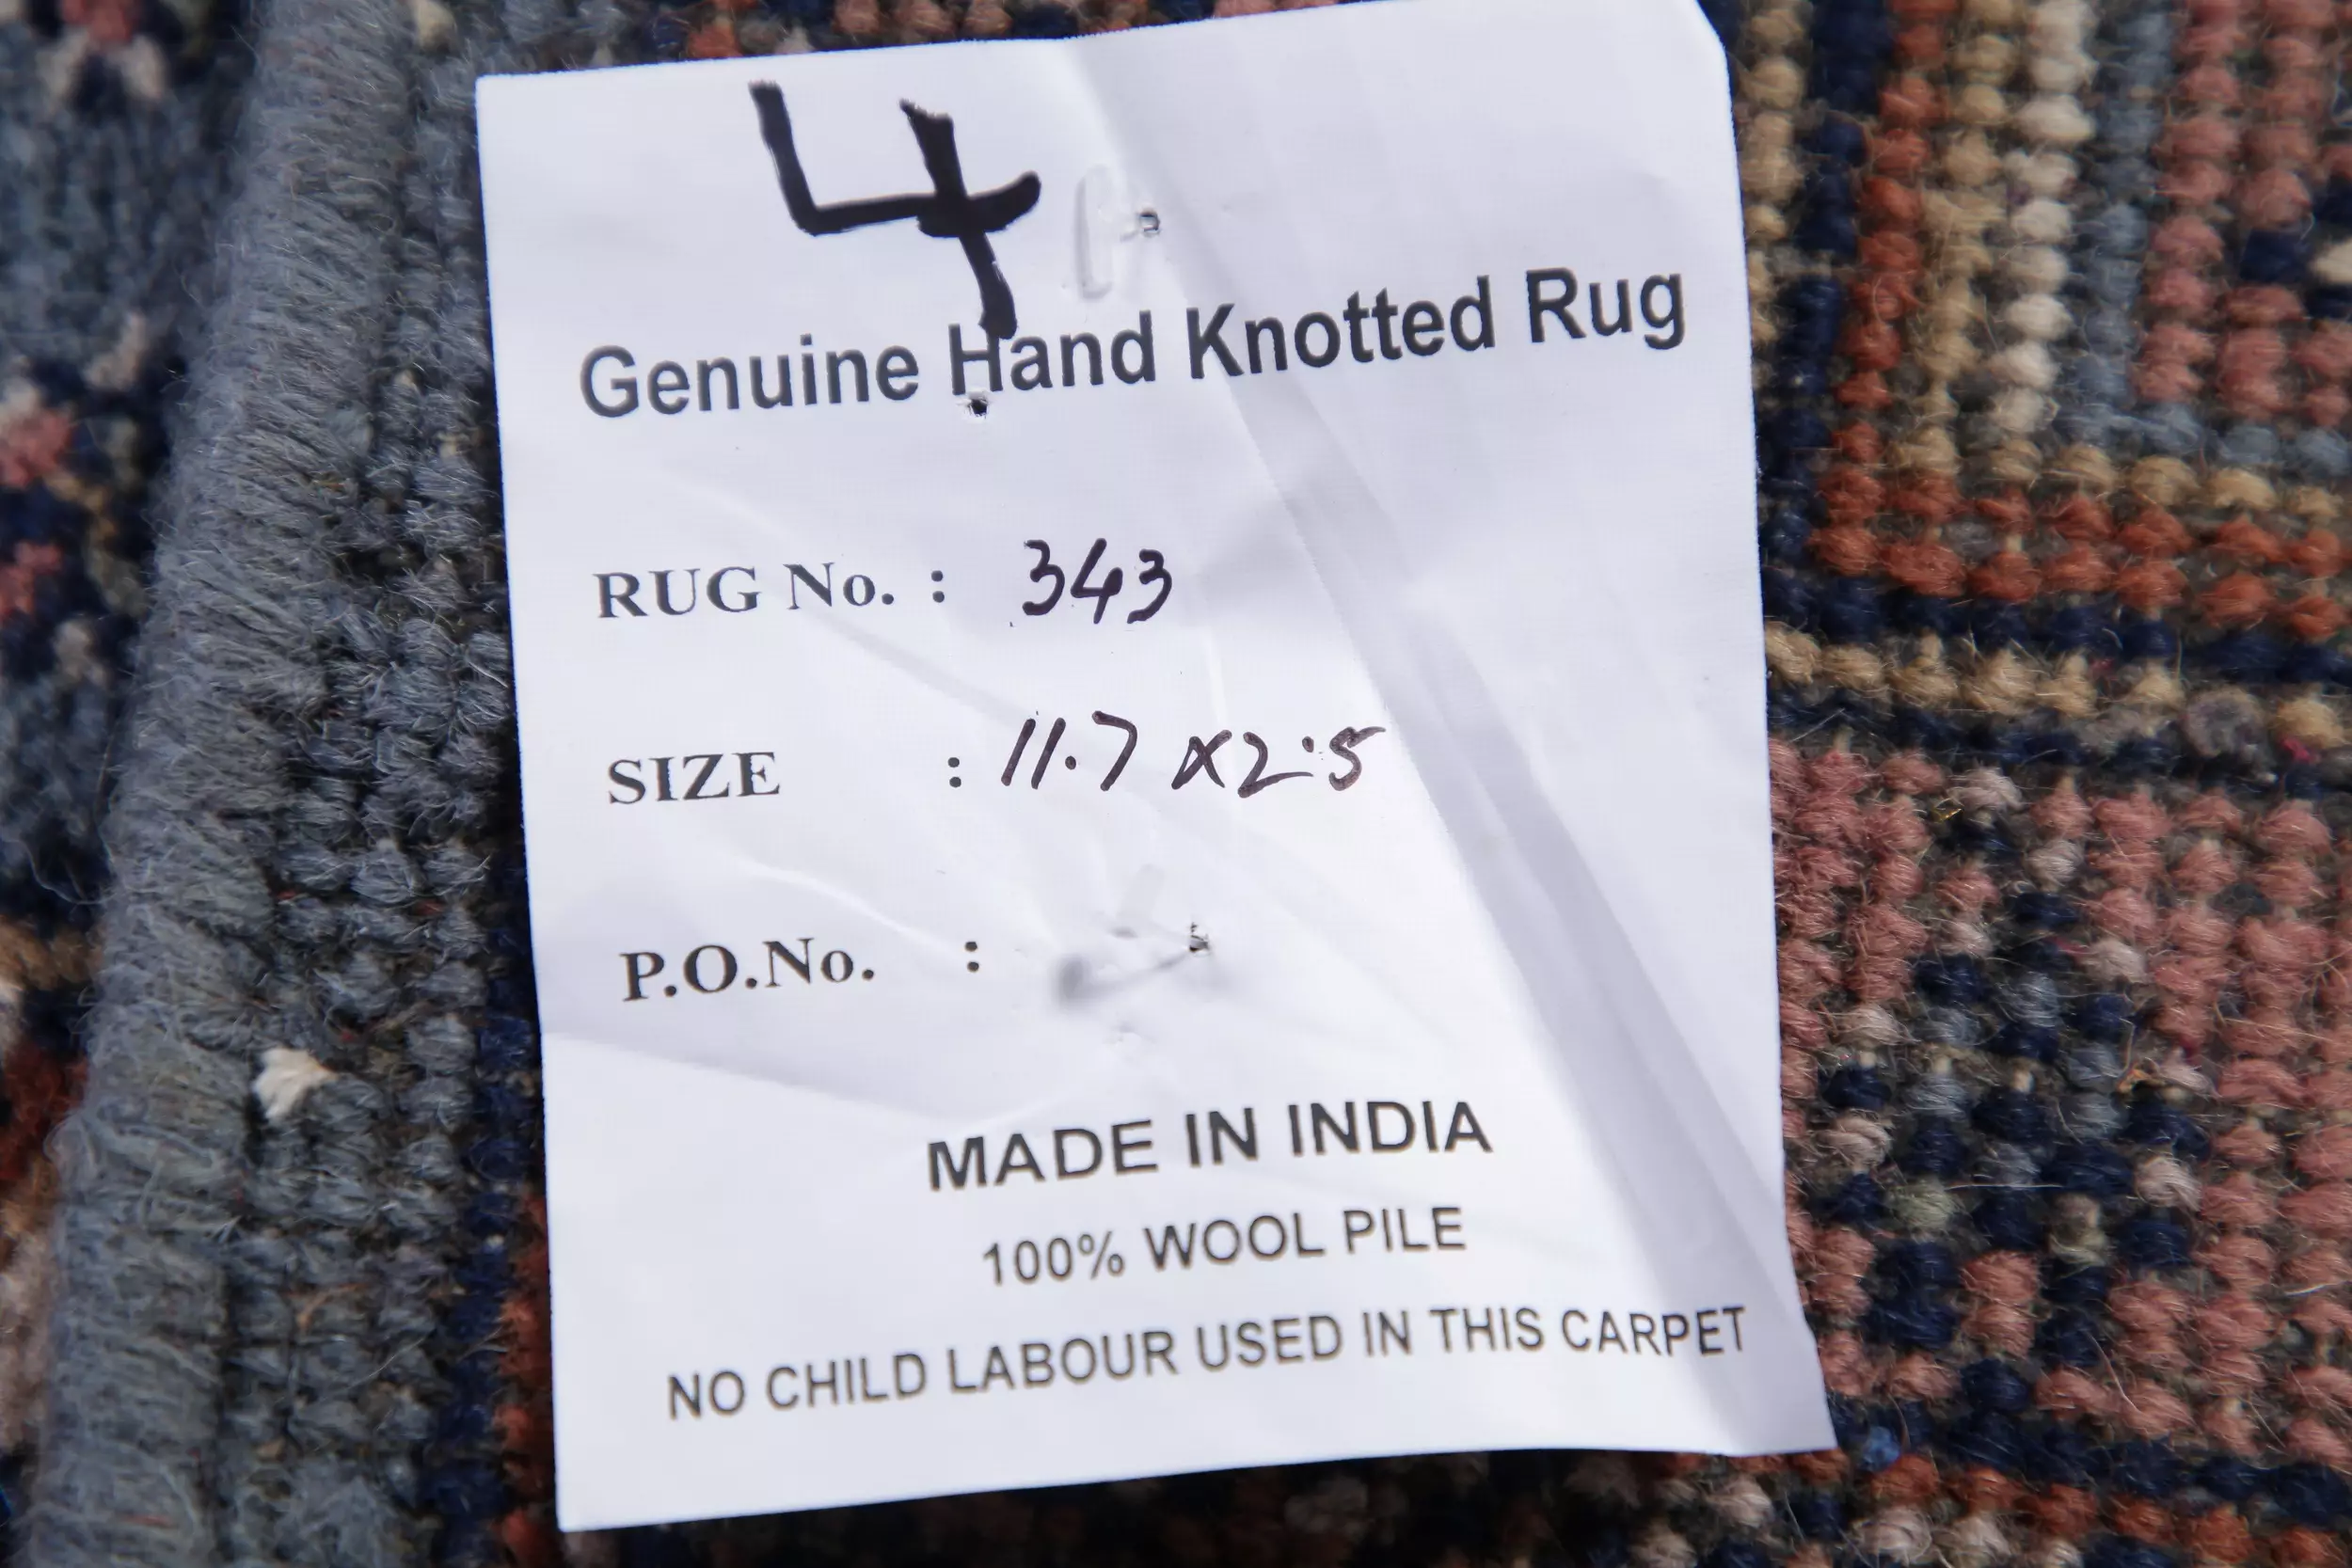 4
Genuine Hand Knotted Rug
RUG No. : 343
SIZE : 11.7 x 2.5
P.O.No. :
MADE IN INDIA
100% WOOL PILE
NO CHILD LABOUR USED IN THIS CARPET